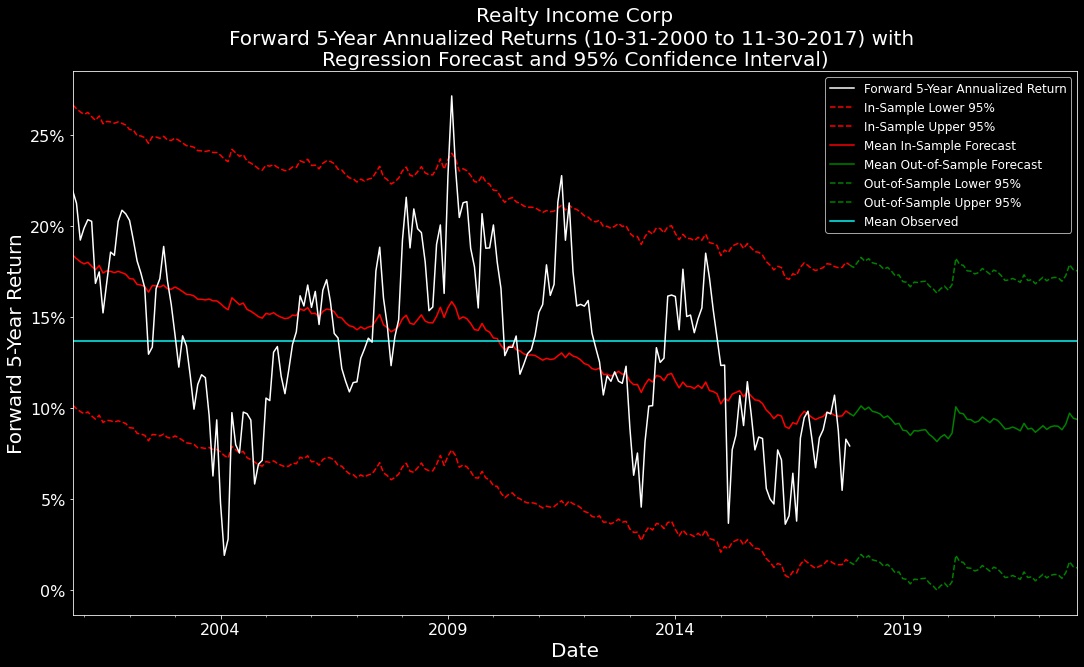 Realty Income Corp
Forward 5-Year Annualized Returns (10-31-2000 to 11-30-2017) with
Regression Forecast and 95% Confidence Interval)
Forward 5-Year Annualized Return
In-Sample Lower 95%
In-Sample Upper 95%
Mean In-Sample Forecast
Mean Out-of-Sample Forecast
Out-of-Sample Lower 95%
Out-of-Sample Upper 95%
Mean Observed
Forward 5-Year Return
25%
20%
15%
10%
5%
0%
2004
2009
2014
2019
Date